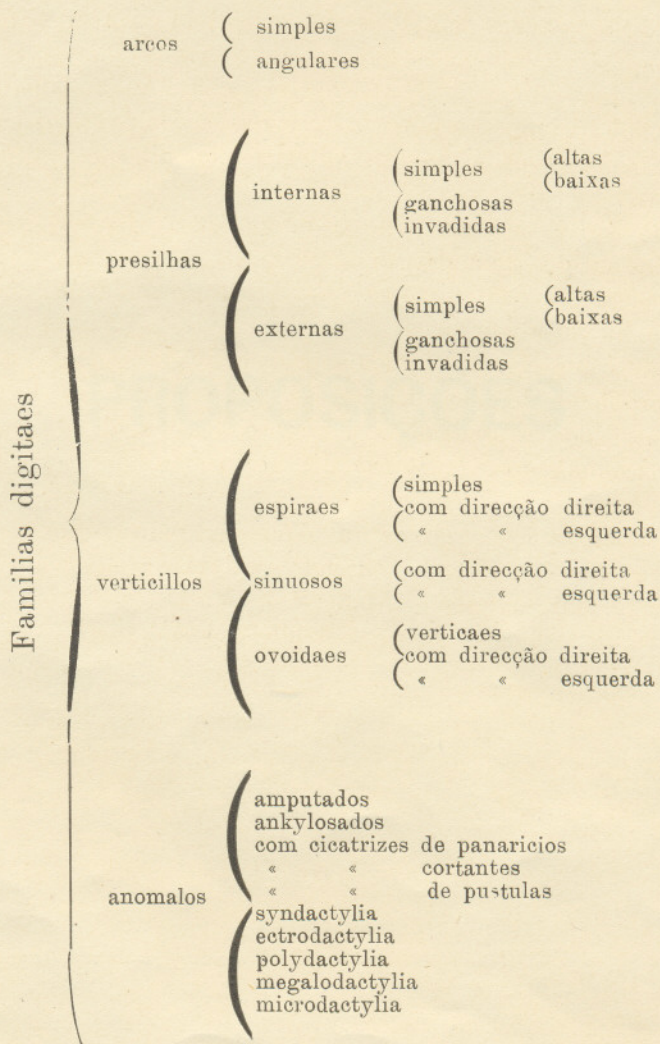 Familias digitacs
arcos
simples
angulares
presilhas
internas
simples
altas
baixas
ganchosas
invadidas
externas
simples
altas
baixas
ganchosas
invadidas
verticillos
espiraes
simples
com direcção direita
« « esquerda
sinuosos
com direcção direita
« « esquerda
ovoidaes
verticaes
com direcção direita
« « esquerda
anomalos
amputados
ankylosados
com cicatrizes de panaricios
« « cortantes
« « de pustulas
syndactylia
ectrodactylia
polydactylia
megalodactylia
microdactylia